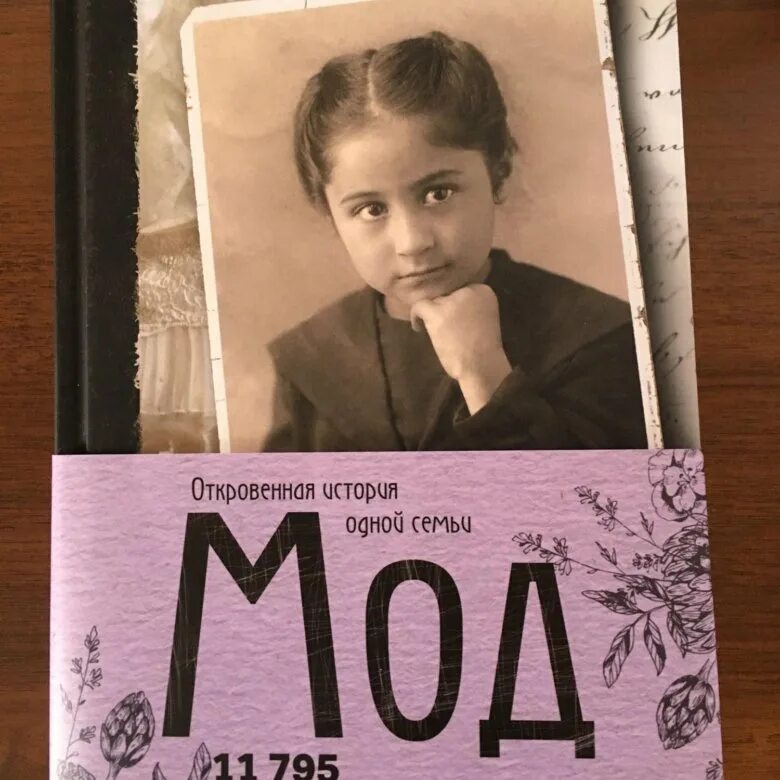 Откровенная история
одной семьи
Мод
11 795